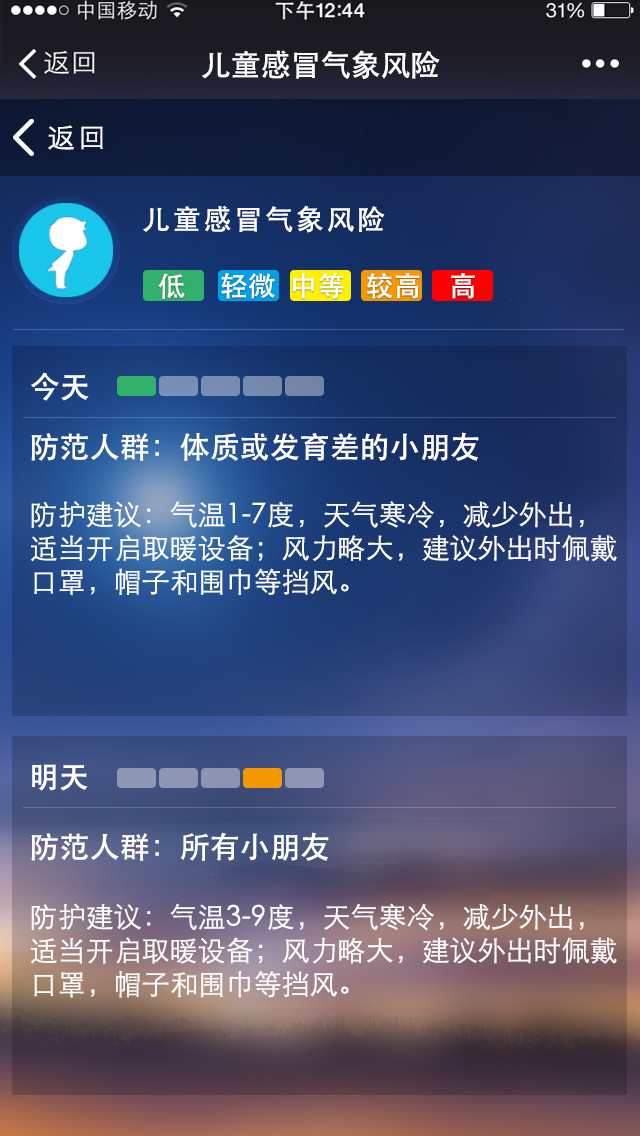 中国移动 下午12:44 31%
返回 儿童感冒气象风险
返回
儿童感冒气象风险
低 轻微 中等 较高 高
今天
防范人群：体质或发育差的小朋友
防护建议：气温1-7度，天气寒冷，减少外出，
适当开启取暖设备；风力略大，建议外出时佩戴
口罩，帽子和围巾等挡风。
明天
防范人群：所有小朋友
防护建议：气温3-9度，天气寒冷，减少外出，
适当开启取暖设备；风力略大，建议外出时佩戴
口罩，帽子和围巾等挡风。